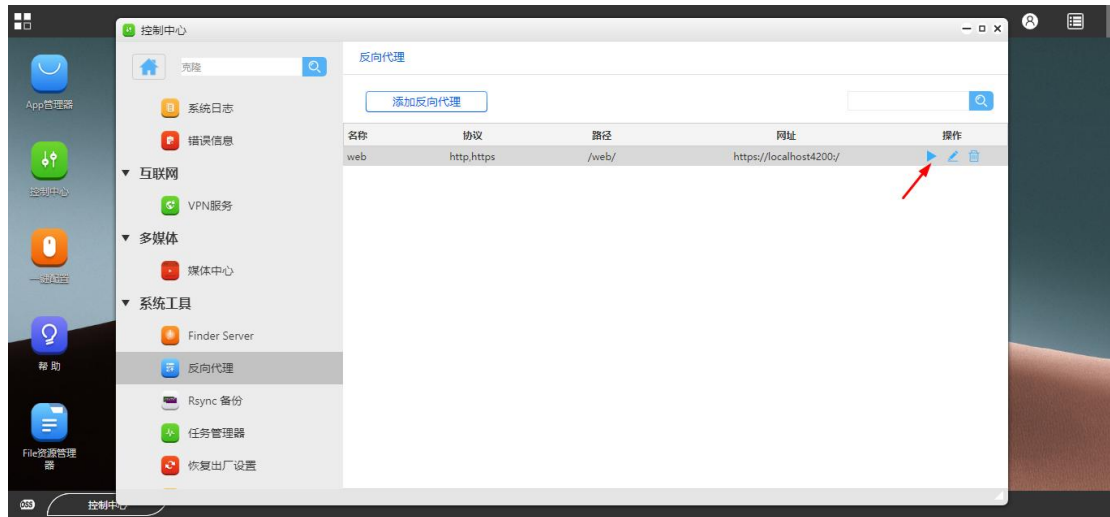 控制中心
App管理器
控制中心
一键配置
帮 助
File资源管理
器
克隆
系统日志
错误信息
▼ 互联网
VPN服务
▼ 多媒体
媒体中心
▼ 系统工具
Finder Server
反向代理
Rsync 备份
任务管理器
恢复出厂设置
反向代理
添加反向代理
名称 协议 路径 网址 操作
web http,https /web/ https://localhost4200:/
OSS 控制中心